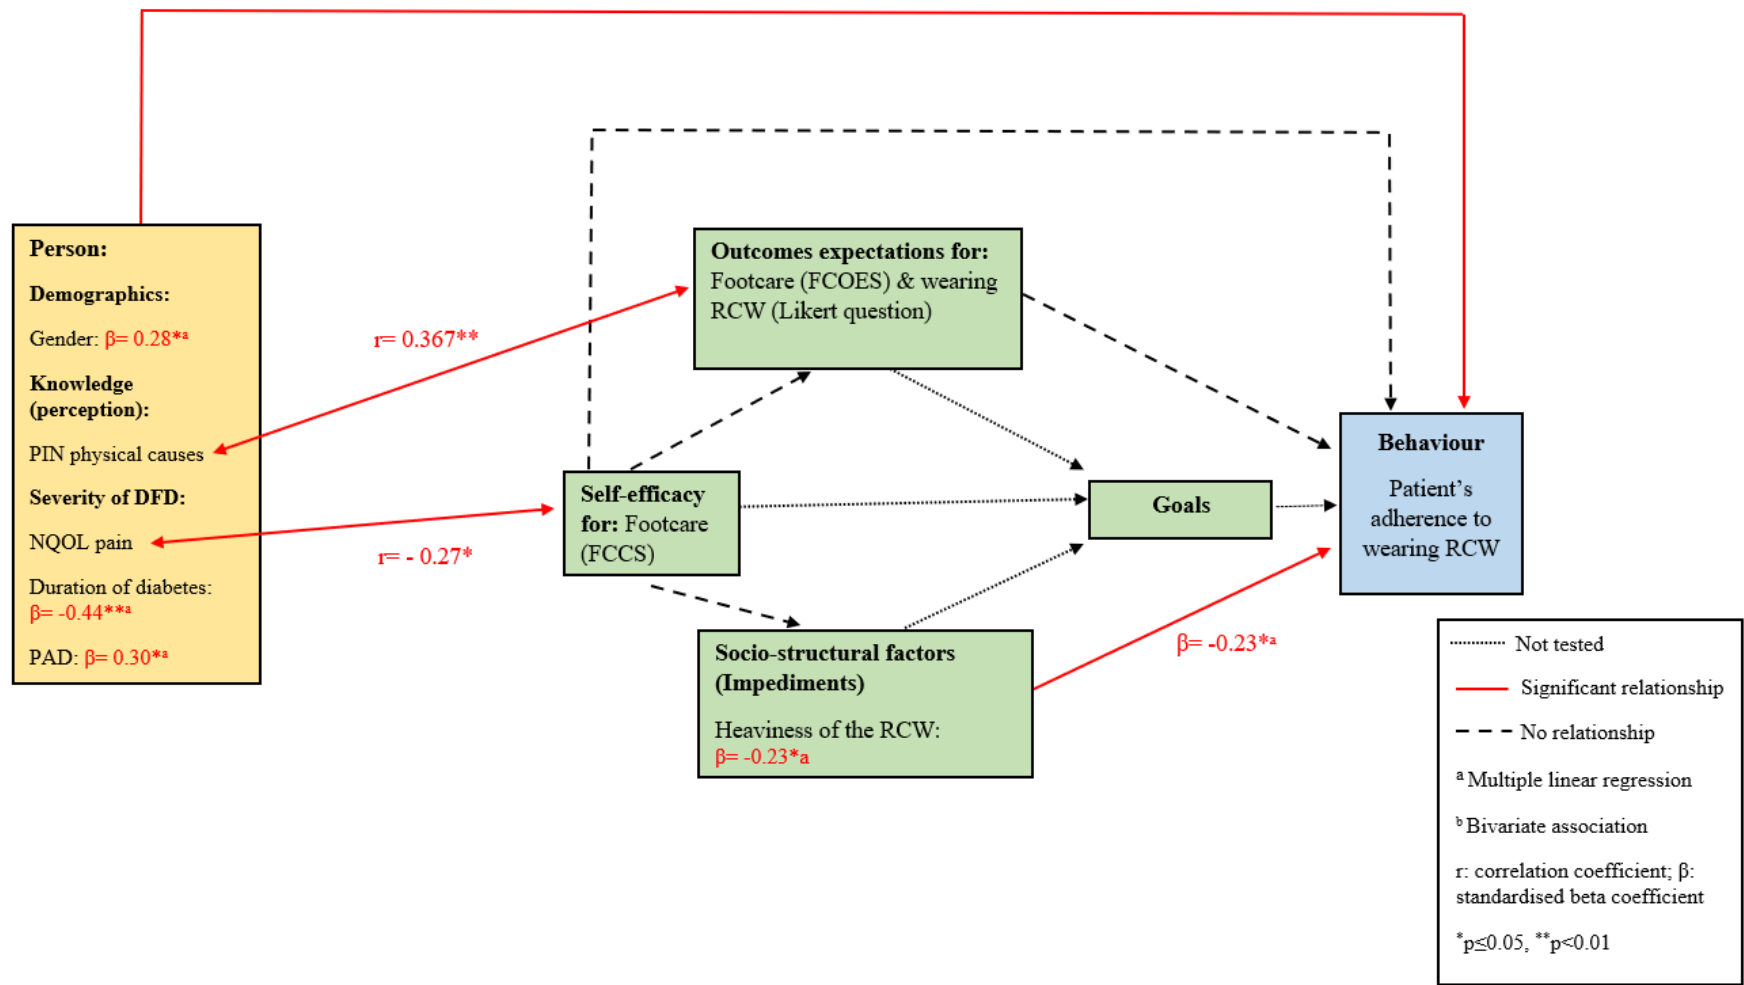 Person:
Demographics:
Gender: β= 0.28*ᵃ
Knowledge
(perception):
PIN physical causes
Severity of DFD:
NQOL pain
Duration of diabetes:
β= -0.44**ᵃ
PAD: β= 0.30*ᵃ
r= 0.367**
r= - 0.27*
Outcomes expectations for:
Footcare (FCOES) & wearing
RCW (Likert question)
Self-efficacy
for: Footcare
(FCCS)
Socio-structural factors
(Impediments)
Heaviness of the RCW:
β= -0.23*a
Goals
β= -0.23*ᵃ
Behaviour
Patient’s
adherence to
wearing RCW
Not tested
Significant relationship
No relationship
ᵃ Multiple linear regression
ᵇ Bivariate association
r: correlation coefficient; β:
standardised beta coefficient
*p≤0.05, **p<0.01